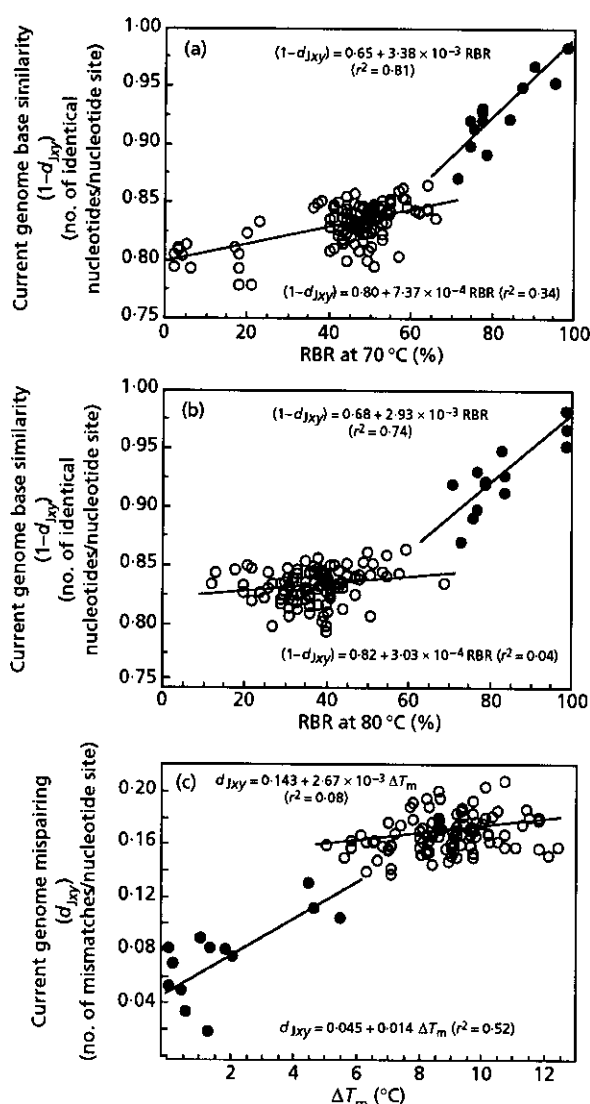 (a)
(1−dJxy) = 0·65 + 3·38 × 10−3 RBR
(r2 = 0·81)
Current genome base similarity
(1−dJxy)
(no. of identical
nucleotides/nucleotide site)
1·00
0·95
0·90
0·85
0·80
0·75
(1−dJxy) = 0·80 + 7·37 × 10−4 RBR (r2 = 0·34)
0 20 40 60 80 100
RBR at 70 °C (%)
(b)
(1−dJxy) = 0·68 + 2·93 × 10−3 RBR
(r2 = 0·74)
Current genome base similarity
(1−dJxy)
(no. of identical
nucleotides/nucleotide site)
1·00
0·95
0·90
0·85
0·80
0·75
(1−dJxy) = 0·82 + 3·03 × 10−4 RBR (r2 = 0·04)
0 20 40 60 80 100
RBR at 80 °C (%)
(c)
dJxy = 0·143 + 2·67 × 10−3 ΔTm
(r2 = 0·08)
Current genome mispairing
(dJxy)
(no. of mismatches/nucleotide site)
0·20
0·16
0·12
0·08
0·04
dJxy = 0·045 + 0·014 ΔTm (r2 = 0·52)
2 4 6 8 10 12
ΔTm (°C)